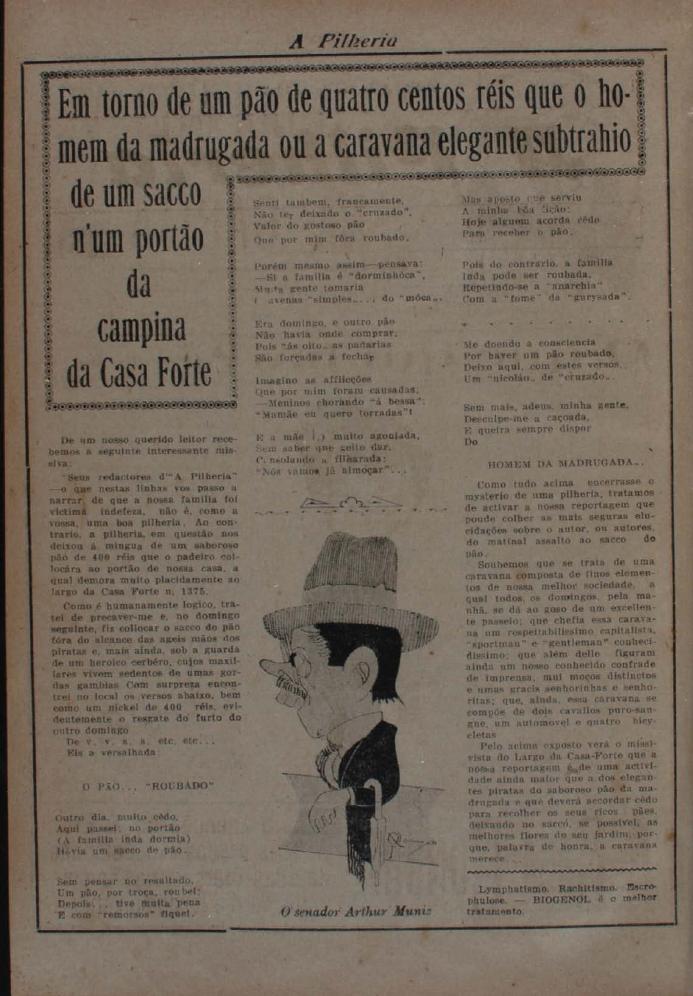 A Pilheria
Em torno de um pão de quatro centos réis que o ho-
mem da madrugada ou a caravana elegante subtrahio
de um sacco
n'um portão
da
campina
da Casa Forte
De um nosso querido leitor rece-
bemos a seguinte interessante mis-
siva:
"Seus redactores d'"A Pilheria"
—o que nestas linhas vos passo a
narrar, de que a nossa familia foi
victima indefeza, não é, como a
vossa, uma boa pilheria. Ao con-
trario, a pilheria, em questão nos
deixou á mingua de um saboroso
pão de 400 réis que o padeiro col-
locára ao portão de nossa casa, a
qual demora muito placidamente ao
largo da Casa Forte n. 1375.
Como é humanamente logico, tra-
tei de precaver-me e, no domingo
seguinte, fiz collocar o sacco do pão
fóra do alcance das ageis mãos dos
piratas e, mais ainda, sob a guarda
de um heroico cerbéro, cujos maxil-
lares vivem sedentos de umas gor-
das gambias Com surpreza encon-
trei no local os versos abaixo, bem
como um nickel de 400 réis, evi-
dentemente o resgate do furto do
outro domingo
De v. v. s. s. etc. etc...
Eis a versalhada:
O PÃO... "ROUBADO"
Outro dia, muito cêdo,
Aqui passei; no portão
(A familia inda dormia)
Havia um sacco de pão..
Sem pensar no resultado,
Um pão, por troça, roubei;
Depois... tive muita pena
E com "remorsos" fiquei.
Senti tambem, francamente,
Não ter deixado o "cruzado",
Valor do gostoso pão
Que por mim fôra roubado.
Porém mesmo assim—pensava:
—Si a familia é "dorminhóca",
Muita gente tomaria
"simples.... do "móca..
Era domingo, e outro pão
Não havia onde comprar;
Pois "ás oito.. as padarias
São forçadas a fechar
Imagino as afflicções
Que por mim foram causadas;
—Meninos chorando "á bessa":
"Mamãe eu quero torradas"!
E a mãe muito agoniada,
Sem saber que geito dar,
Consolando a filharada:
"Nós vamos já almoçar"...
O senador Arthur Muniz
Mas aposto que serviu
A minha bôa lição:
Hoje alguem acorda cêdo
Para receber o pão.
Pois do contrario, a familia
Inda pode ser roubada,
Repetindo-se a "anarchia"
Com a "fome" da "gurysada".
Me doendo a consciencia
Por haver um pão roubado,
Deixo aqui, com estes versos,
Um "nicolão.. de "cruzado..
Sem mais, adeus, minha gente,
Desculpe-me a caçoada,
E queira sempre dispor
Do
HOMEM DA MADRUGADA...
Como tudo acima encerrasse o
mysterio de uma pilheria, tratámos
de activar a nossa reportagem que
poude colher as mais seguras elu-
cidações sobre o autor, ou autores,
do matinal assalto ao sacco do
pão.
Soubemos que se trata de uma
caravana composta de finos elemen-
tos de nossa melhor sociedade, a
qual todos, os domingos, pela ma-
nhã, se dá ao goso de um excellen-
te passeio; que chefia essa carava-
na um respeitabilissimo capitalista,
"sportman" e "gentleman" conheci-
dissimo; que além delle figuram
ainda um nosso conhecido confrade
de imprensa, mui moços distinctos
e umas gracis senhorinhas e senho-
ritas; que, ainda, essa caravana se
compõe de dois cavallos puro-san-
gue, um automovel e quatro bicy-
cletas
Pelo acima exposto verá o missi-
vista do Largo da Casa-Forte que a
nossa reportagem é de uma activi-
dade ainda maior que a dos elegan-
tes piratas do saboroso pão da ma-
drugada e que deverá accordar cêdo
para recolher os seus ricos pães,
deixando no sacco, se possivel, as
melhores flores do seu jardim, por-
que, palavra de honra, a caravana
merece...
Lymphatismo. Rachitismo. Escro-
phulose. — BIOGENOL é o melhor
tratamento.